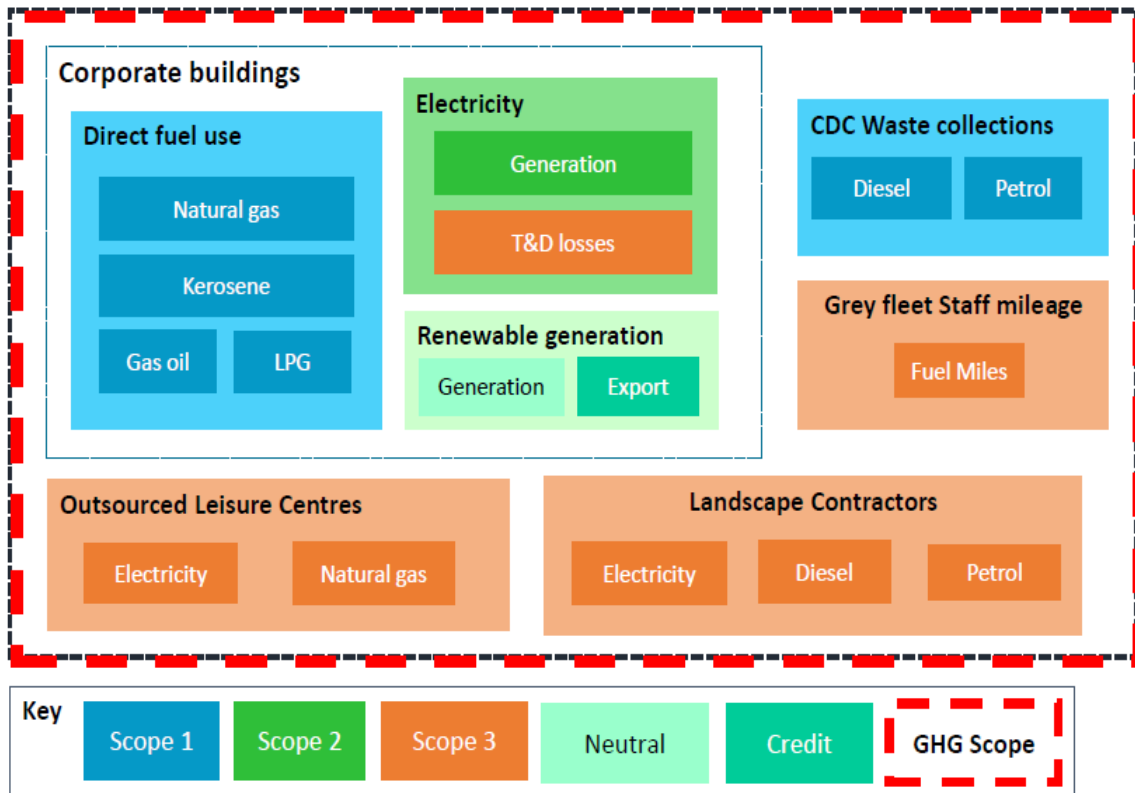 Corporate buildings
Direct fuel use
Natural gas
Kerosene
Gas oil
LPG
Electricity
Generation
T&D losses
Renewable generation
Generation
Export
CDC Waste collections
Diesel
Petrol
Grey fleet Staff mileage
Fuel Miles
Outsourced Leisure Centres
Electricity
Natural gas
Landscape Contractors
Electricity
Diesel
Petrol
Key
Scope 1
Scope 2
Scope 3
Neutral
Credit
GHG Scope